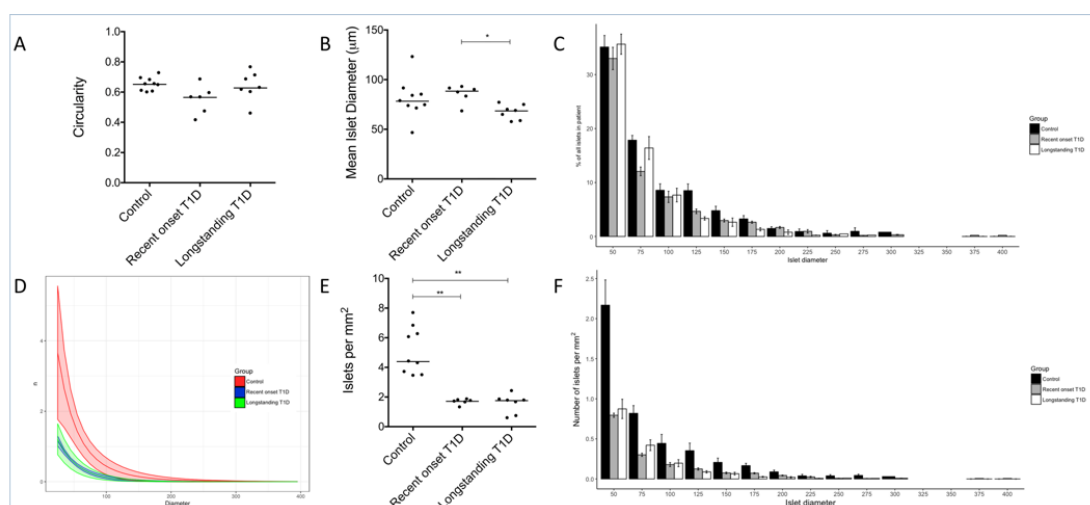 A
Circularity
1.0
0.8
0.6
0.4
0.2
0.0
Control
Recent onset T1D
Longstanding T1D
B
Mean Islet Diameter (μm)
150
100
50
0
*
Control
Recent onset T1D
Longstanding T1D
C
% of all islets in patient
30
20
10
0
50 75 100 125 150 175 200 225 250 275 300 375 400
Islet diameter
Group
Control
Recent onset T1D
Longstanding T1D
D
n
4
2
0
100 200 300 400
Diameter
Group
Control
Recent onset T1D
Longstanding T1D
E
Islets per mm²
10
8
6
4
2
0
**
**
Control
Recent onset T1D
Longstanding T1D
F
Number of islets per mm²
2.5
2.0
1.5
1.0
0.5
0.0
50 75 100 125 150 175 200 225 250 275 300 375 400
Islet diameter
Group
Control
Recent onset T1D
Longstanding T1D